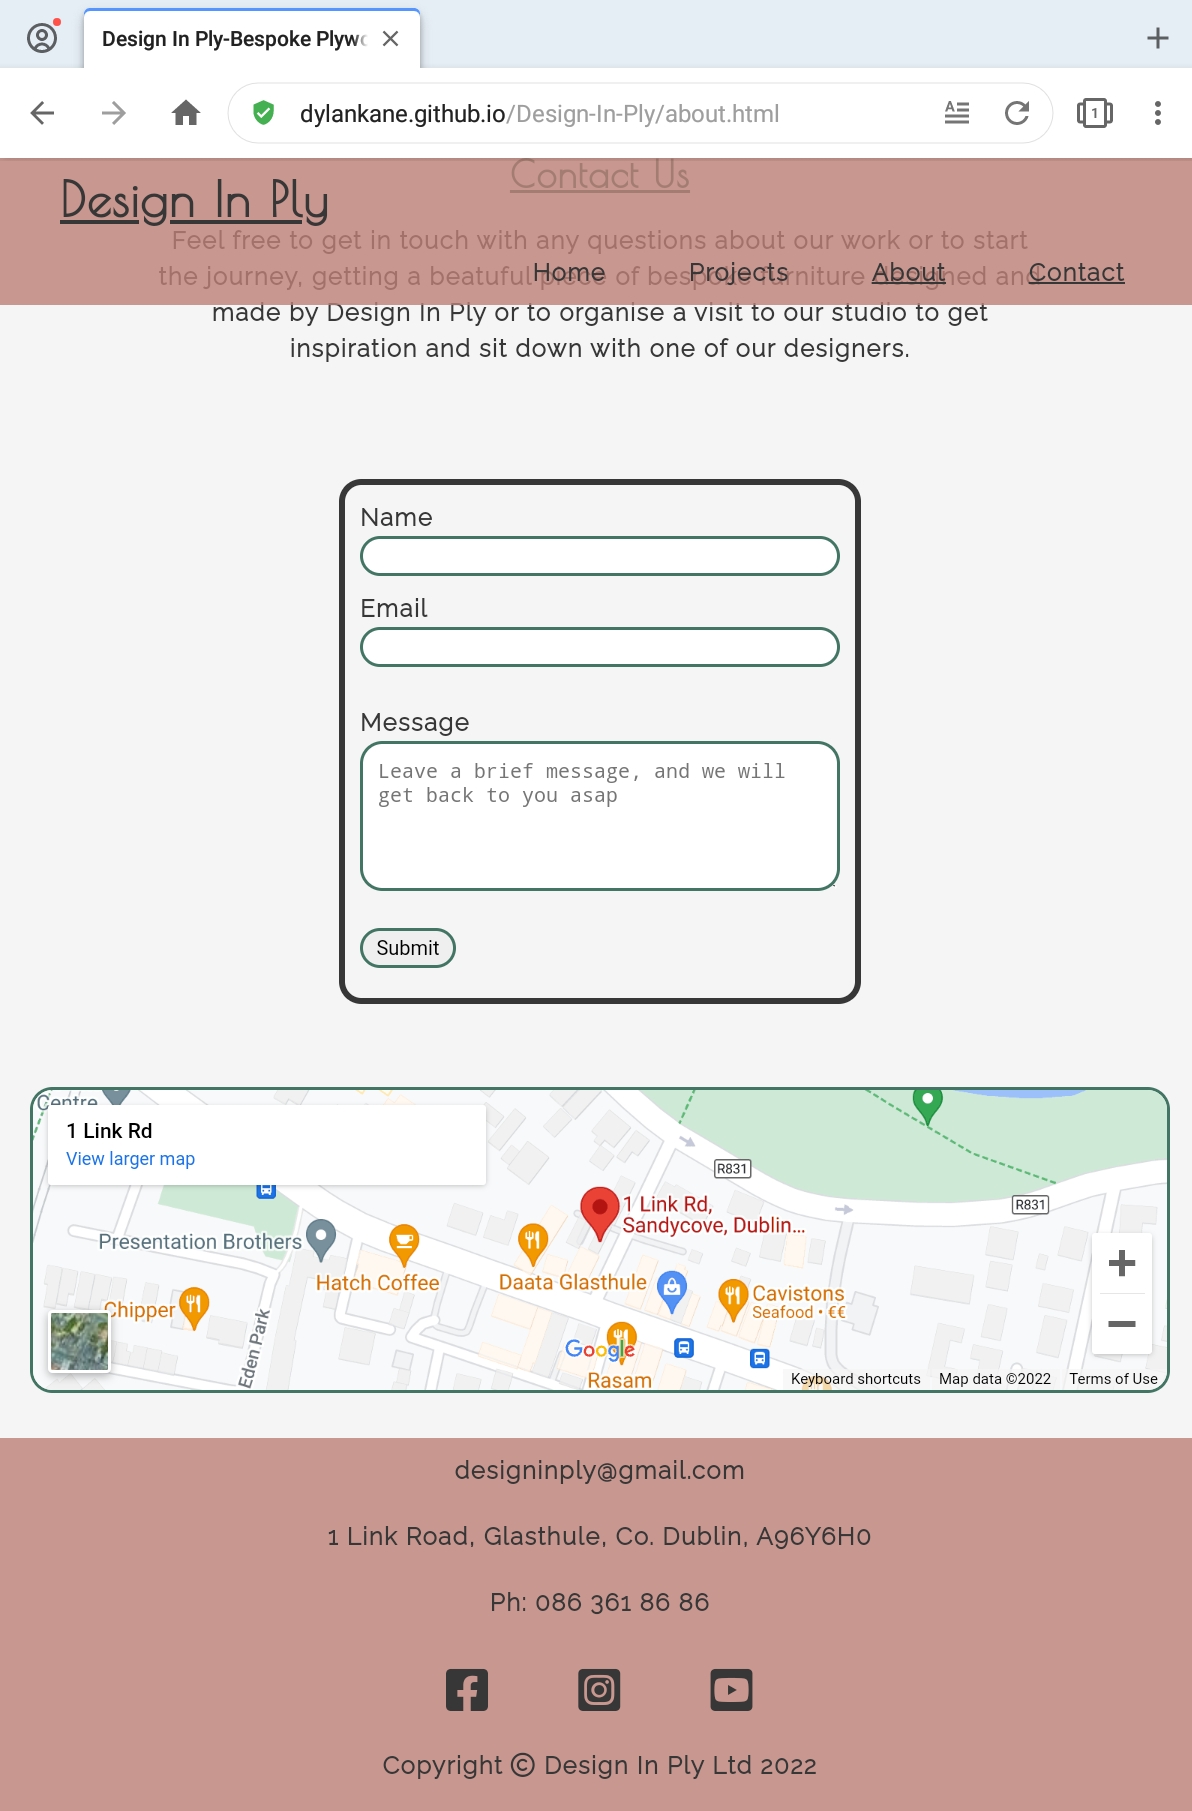 Design In Ply-Bespoke Plyw
dylankane.github.io/Design-In-Ply/about.html
1
Contact Us
Design In Ply
Feel free to get in touch with any questions about our work or to start
Home Projects About Contact
the journey, getting a beatuful piece of bespoke furniture designed and
made by Design In Ply or to organise a visit to our studio to get
inspiration and sit down with one of our designers.
Name
Email
Message
Leave a brief message, and we will
get back to you asap
Submit
Centre
1 Link Rd
View larger map
R831
R831
1 Link Rd,
Sandycove, Dublin...
Presentation Brothers
Hatch Coffee
Daata Glasthule
Cavistons
Seafood • €€
Chipper
Eden Park
Google
Rasam
Keyboard shortcuts Map data ©2022 Terms of Use
designinply@gmail.com
1 Link Road, Glasthule, Co. Dublin, A96Y6H0
Ph: 086 361 86 86
Copyright © Design In Ply Ltd 2022